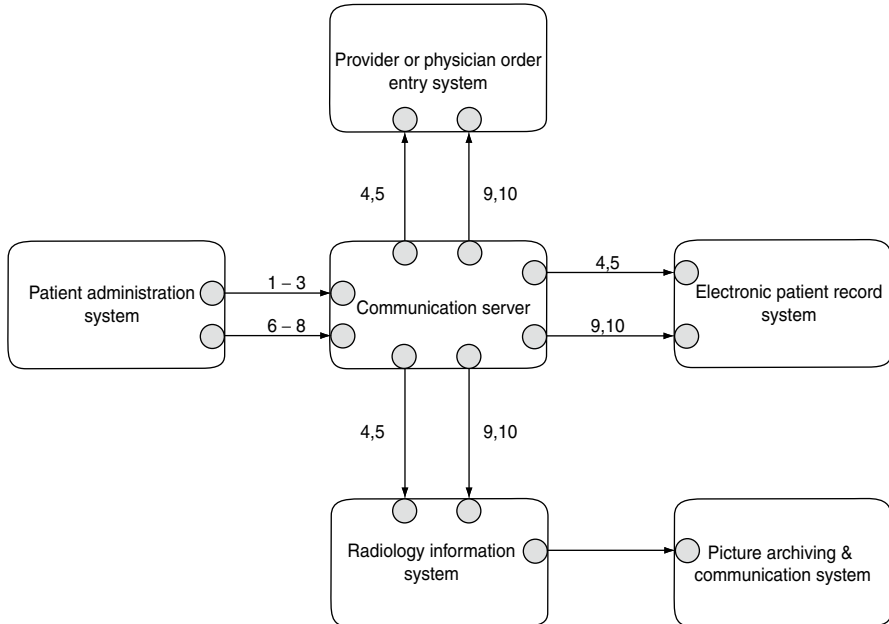 Provider or physician order
entry system
4,5
9,10
Patient administration
system
1 – 3
6 – 8
Communication server
4,5
9,10
Electronic patient record
system
4,5
9,10
Radiology information
system
Picture archiving &
communication system